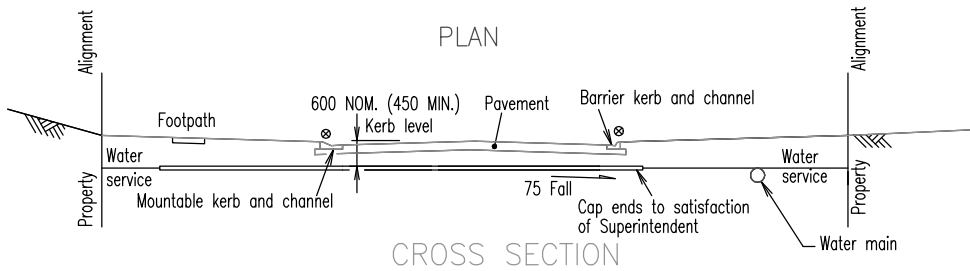 PLAN
Alignment
Alignment
600 NOM. (450 MIN.)
Kerb level
Pavement
Barrier kerb and channel
Footpath
Water
service
Water
service
Property
Property
Mountable kerb and channel
75 Fall
Cap ends to satisfaction
of Superintendent
Water main
CROSS SECTION